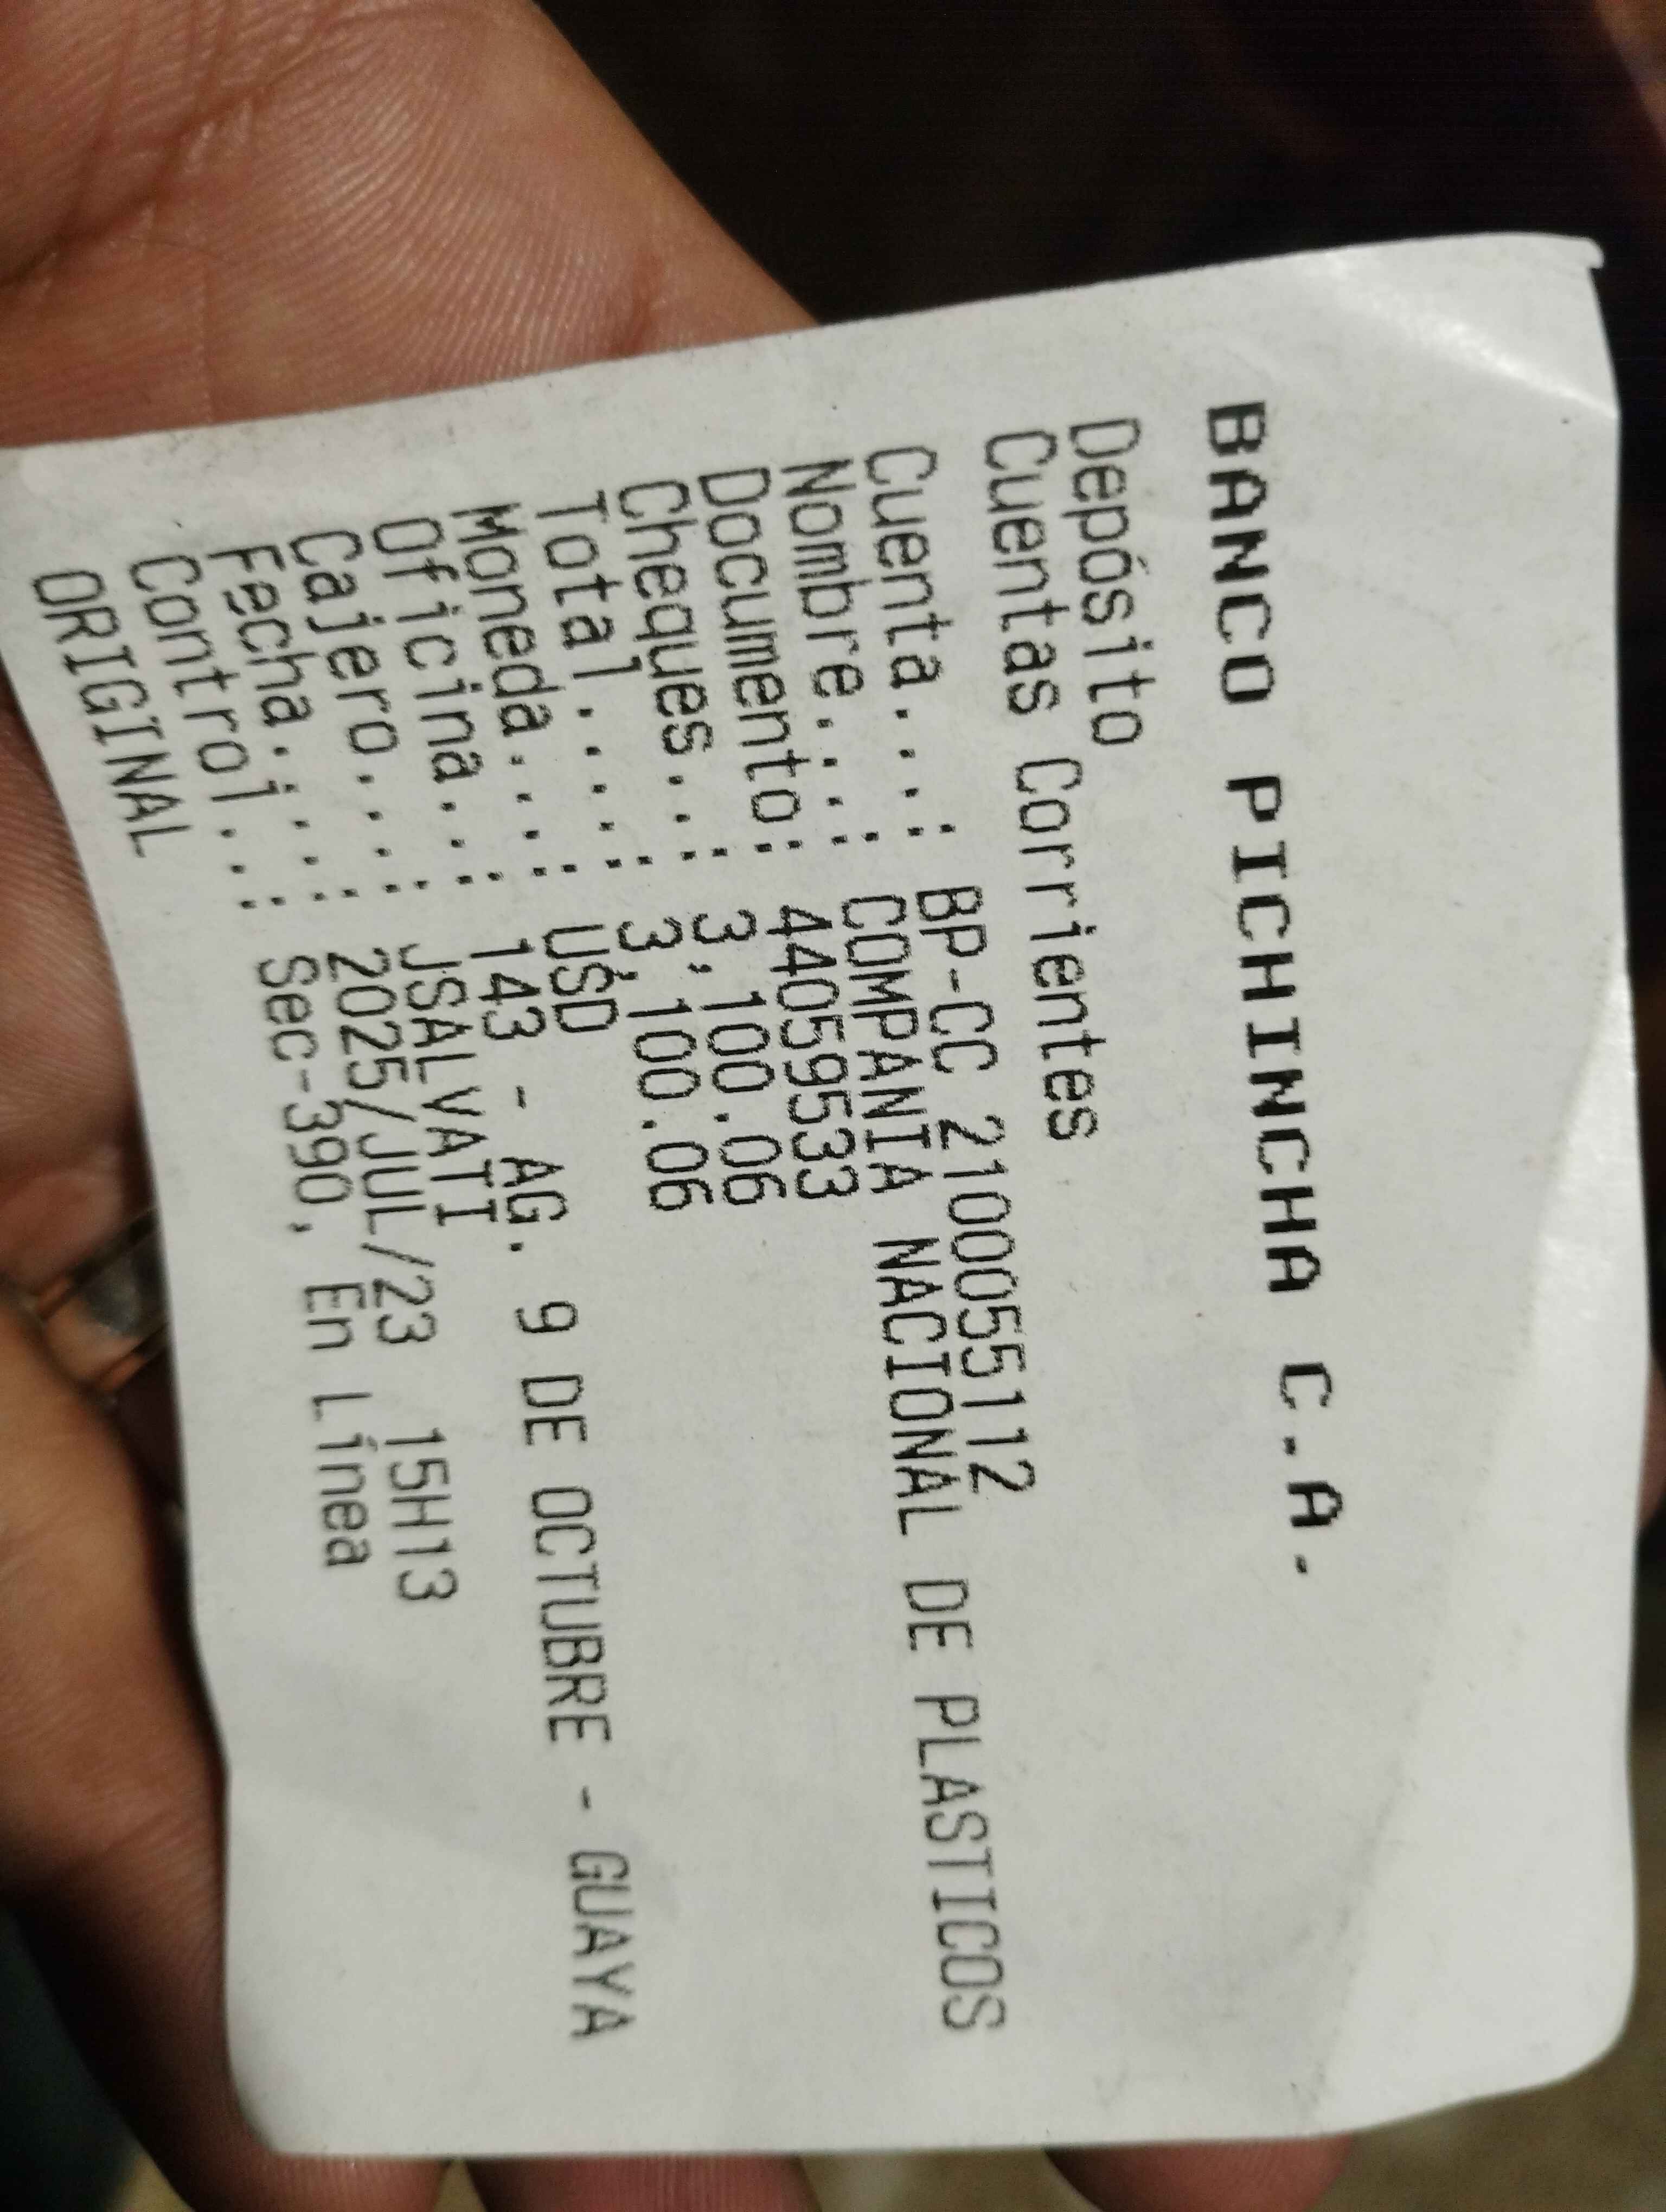 BANCO PICHINCHA C.A.
Depósito
Cuentas Corrientes
Cuenta....: BP-CC 2100055112
Nombre....: COMPANIA NACIONAL DE PLASTICOS
Documento.: 44059533
Cheques...: 3,100.06
Total.....: 3,100.06
Moneda....: USD
Oficina...: 143 - AG. 9 DE OCTUBRE - GUAYA
Cajero....: JSALVATI
Fecha.....: 2025/JUL/23 15H13
Control...: Sec-390, En Línea
ORIGINAL